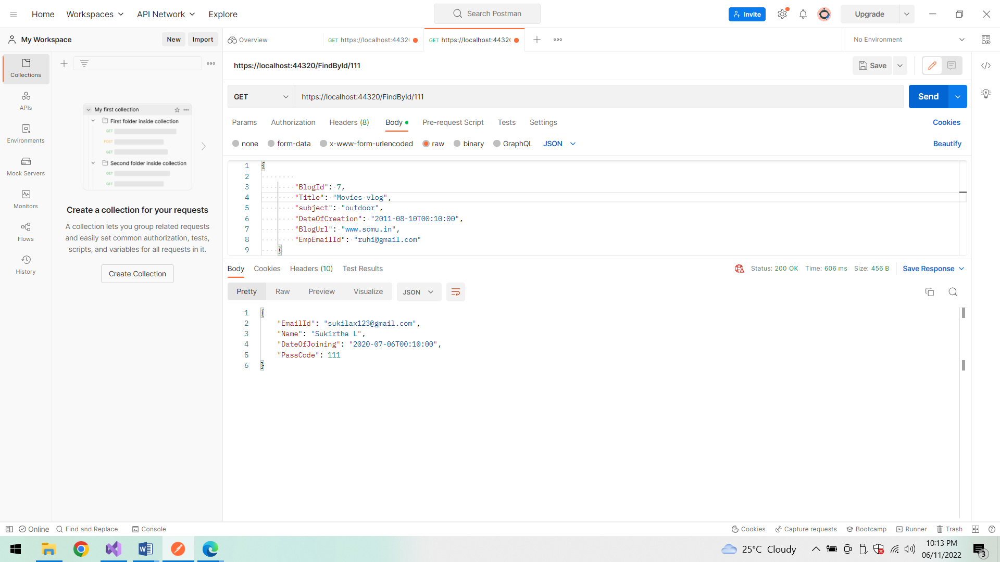 Home Workspaces API Network Explore
Search Postman
Invite
Upgrade
My Workspace
New Import
Overview
GET https://localhost:4432
GET https://localhost:4432
No Environment
https://localhost:44320/FindById/111
Save
GET https://localhost:44320/FindById/111
Send
Params Authorization Headers (8) Body Pre-request Script Tests Settings Cookies
none form-data x-www-form-urlencoded raw binary GraphQL JSON Beautify
1 {
2
3 "BlogId": 7,
4 "Title": "Movies vlog",
5 "subject": "outdoor",
6 "DateOfCreation": "2011-08-10T00:10:00",
7 "BlogUrl": "www.somu.in",
8 "EmpEmailId": "ruhi@gmail.com"
9 }
Body Cookies Headers (10) Test Results
Status: 200 OK Time: 606 ms Size: 456 B
Save Response
Pretty Raw Preview Visualize JSON
1 {
2 "EmailId": "sukilax123@gmail.com",
3 "Name": "Sukirtha L",
4 "DateOfJoining": "2020-07-06T00:10:00",
5 "PassCode": 111
6 }
Collections
APIs
Environments
Mock Servers
Monitors
Flows
History
My first collection
First folder inside collection
GET
POST
GET
Second folder inside collection
GET
GET
Create a collection for your requests
A collection lets you group related requests
and easily set common authorization, tests,
scripts, and variables for all requests in it.
Create Collection
Online Find and Replace Console
Cookies Capture requests Bootcamp Runner Trash
25°C Cloudy
10:13 PM
06/11/2022
3